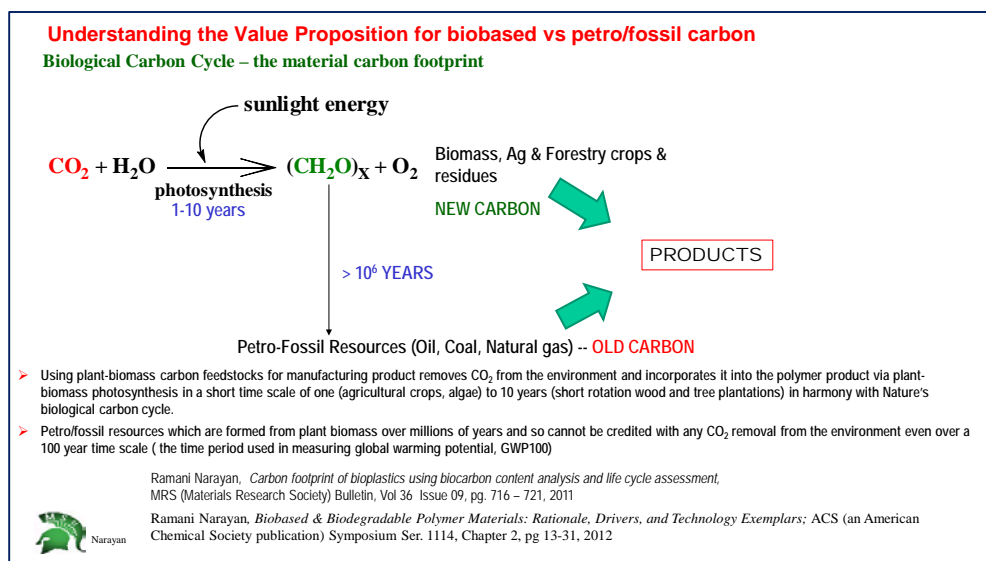 Understanding the Value Proposition for biobased vs petro/fossil carbon
Biological Carbon Cycle – the material carbon footprint
sunlight energy
CO₂ + H₂O
photosynthesis
1-10 years
(CH₂O)x + O₂
Biomass, Ag & Forestry crops &
residues
NEW CARBON
PRODUCTS
> 10⁶ YEARS
Petro-Fossil Resources (Oil, Coal, Natural gas) -- OLD CARBON
➤ Using plant-biomass carbon feedstocks for manufacturing product removes CO₂ from the environment and incorporates it into the polymer product via plant-
biomass photosynthesis in a short time scale of one (agricultural crops, algae) to 10 years (short rotation wood and tree plantations) in harmony with Nature's
biological carbon cycle.
➤ Petro/fossil resources which are formed from plant biomass over millions of years and so cannot be credited with any CO₂ removal from the environment even over a
100 year time scale ( the time period used in measuring global warming potential, GWP100)
Ramani Narayan, Carbon footprint of bioplastics using biocarbon content analysis and life cycle assessment,
MRS (Materials Research Society) Bulletin, Vol 36 Issue 09, pg. 716 – 721, 2011
Ramani Narayan, Biobased & Biodegradable Polymer Materials: Rationale, Drivers, and Technology Exemplars; ACS (an American
Chemical Society publication) Symposium Ser. 1114, Chapter 2, pg 13-31, 2012
Narayan